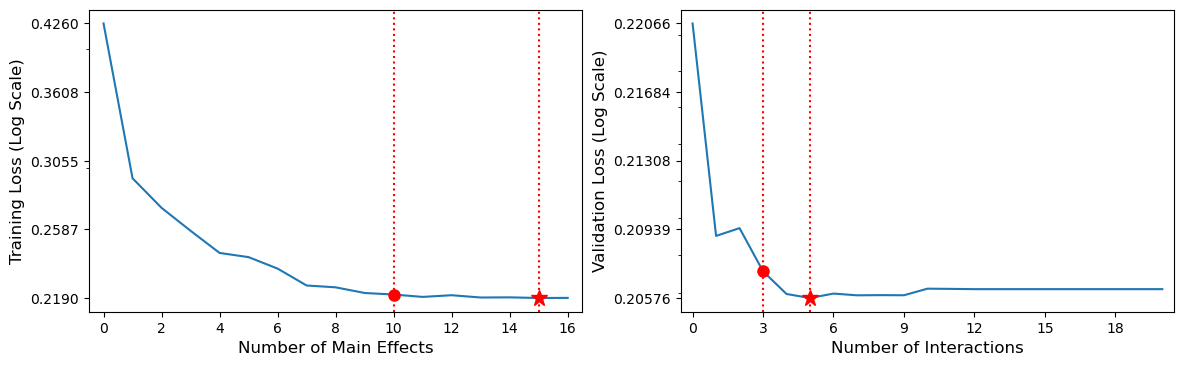 Training Loss (Log Scale)
0.4260
0.3608
0.3055
0.2587
0.2190
0 2 4 6 8 10 12 14 16
Number of Main Effects
Validation Loss (Log Scale)
0.22066
0.21684
0.21308
0.20939
0.20576
0 3 6 9 12 15 18
Number of Interactions